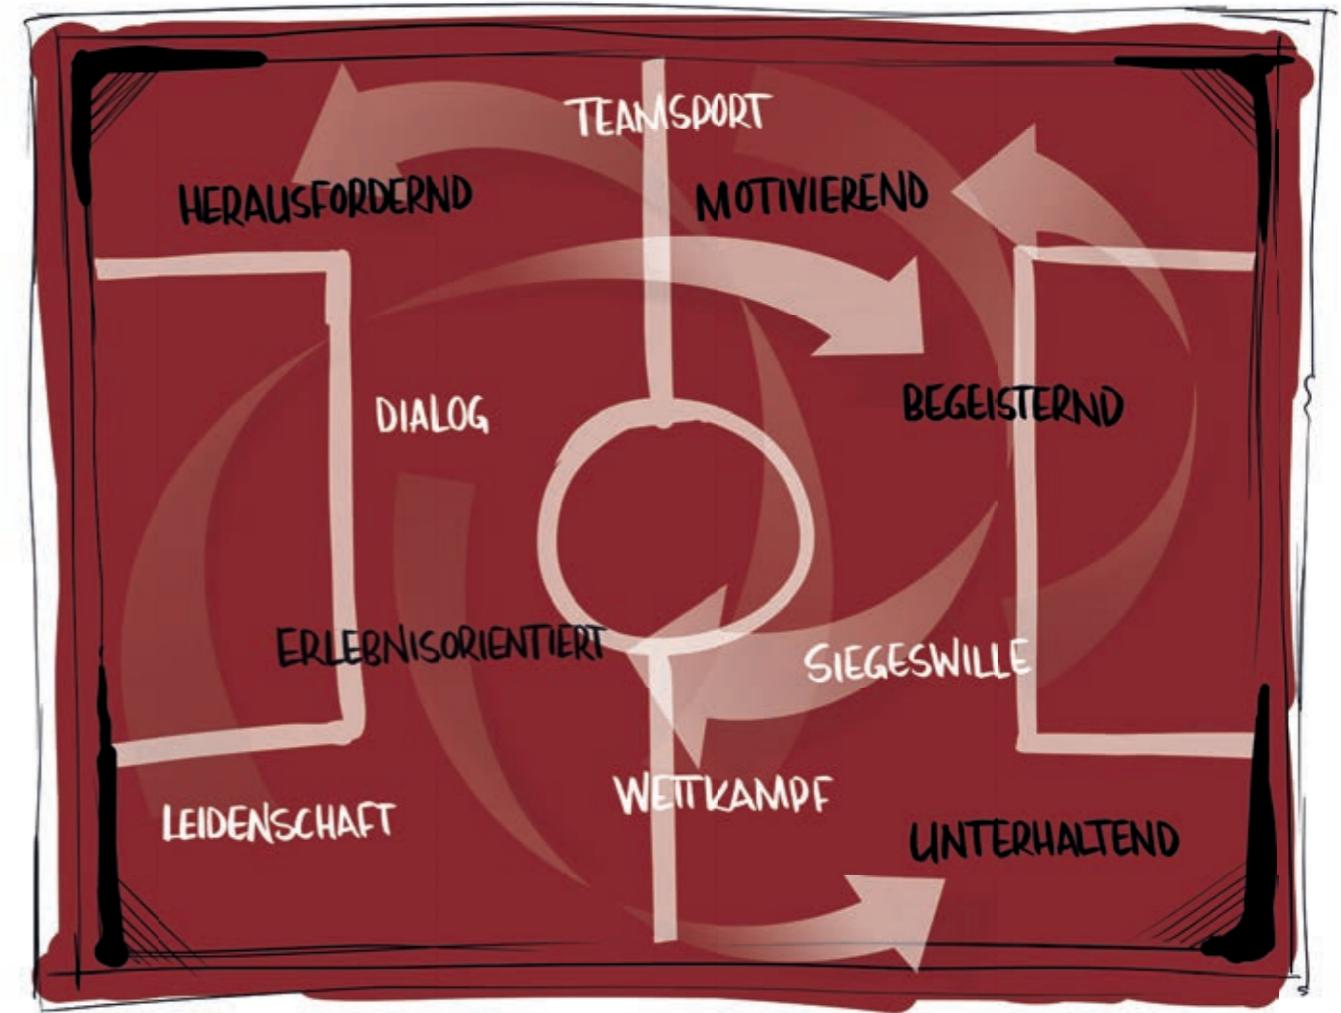 TEAMSPORT
HERAUSFORDERND
MOTIVIEREND
DIALOG
BEGEISTERND
ERLEBNISORIENTIERT
SIEGESWILLE
WETTKAMPF
LEIDENSCHAFT
UNTERHALTEND